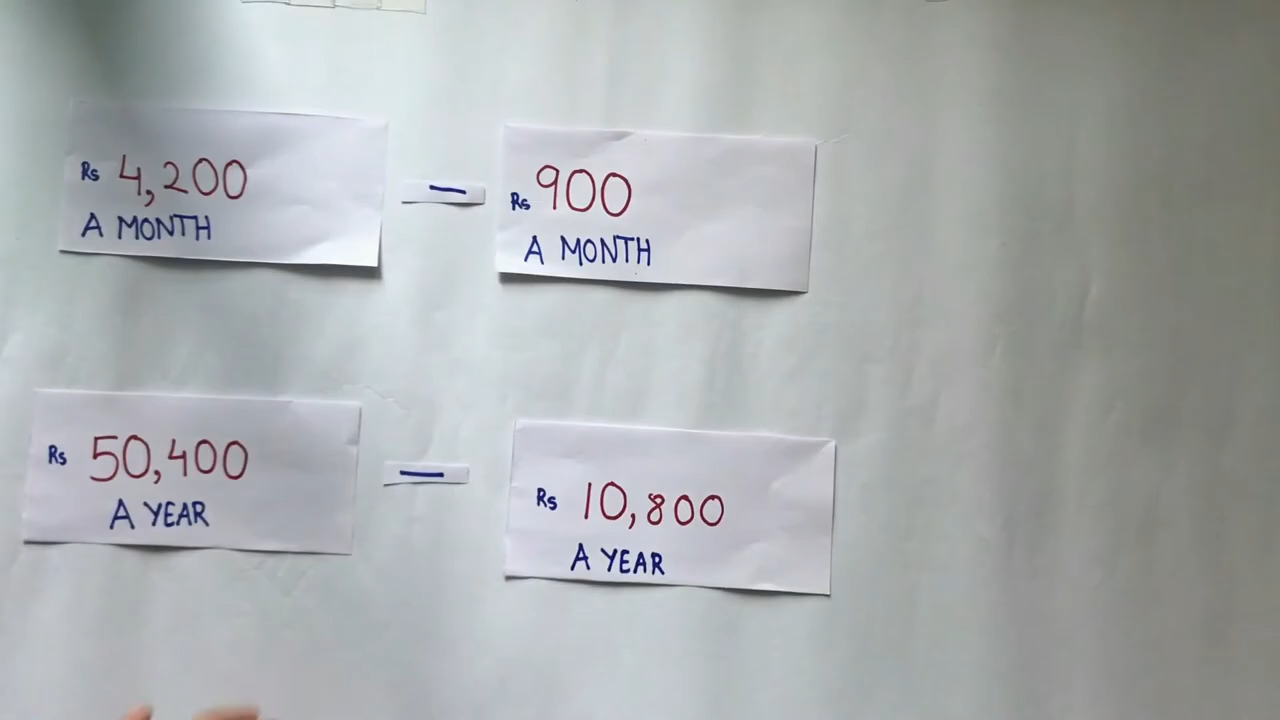 Rs 4,200
A MONTH
—
Rs 900
A MONTH
Rs 50,400
A YEAR
—
Rs 10,800
A YEAR